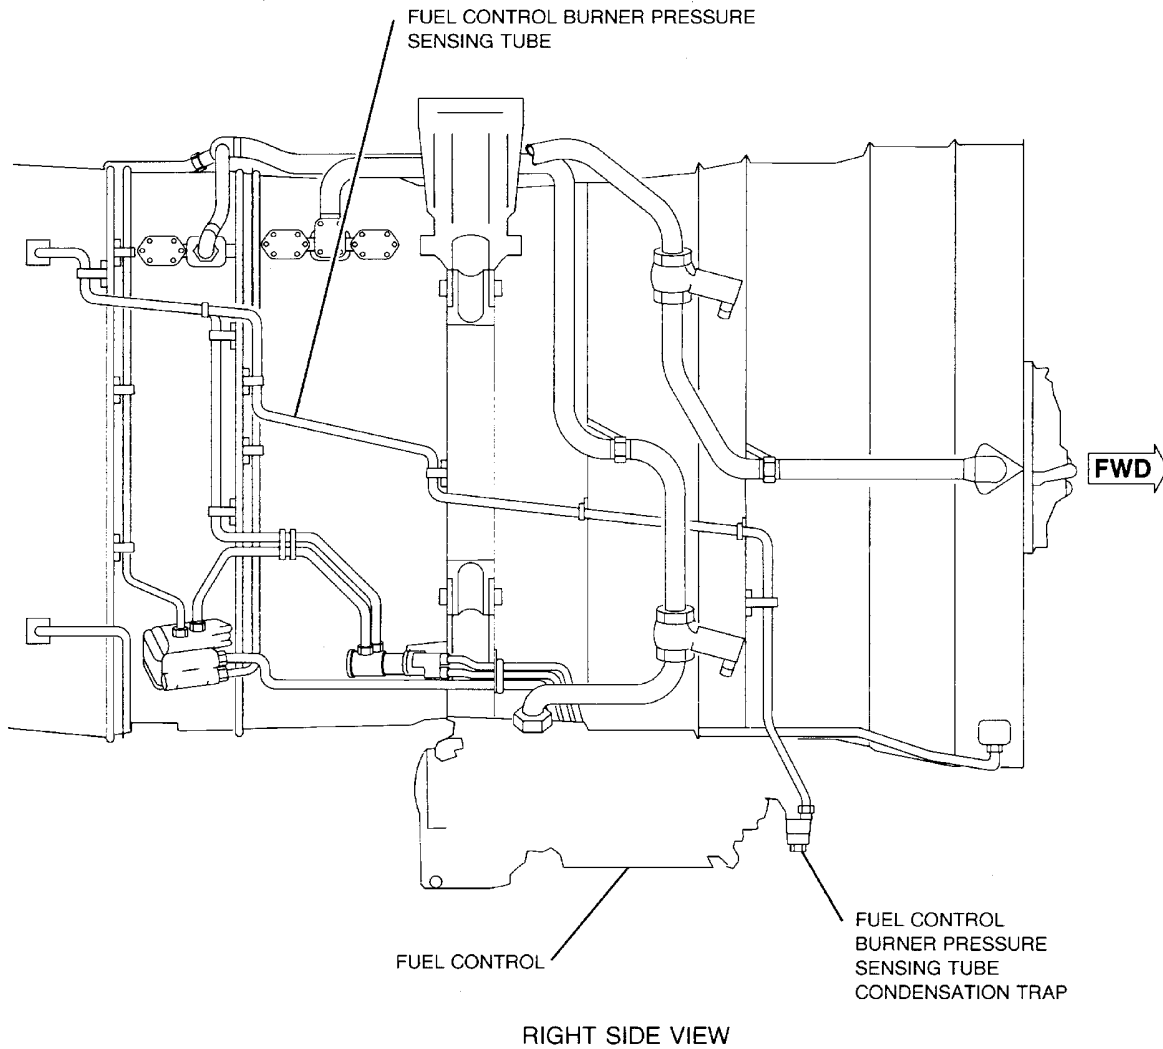 FUEL CONTROL BURNER PRESSURE
SENSING TUBE
FWD
FUEL CONTROL
FUEL CONTROL
BURNER PRESSURE
SENSING TUBE
CONDENSATION TRAP
RIGHT SIDE VIEW